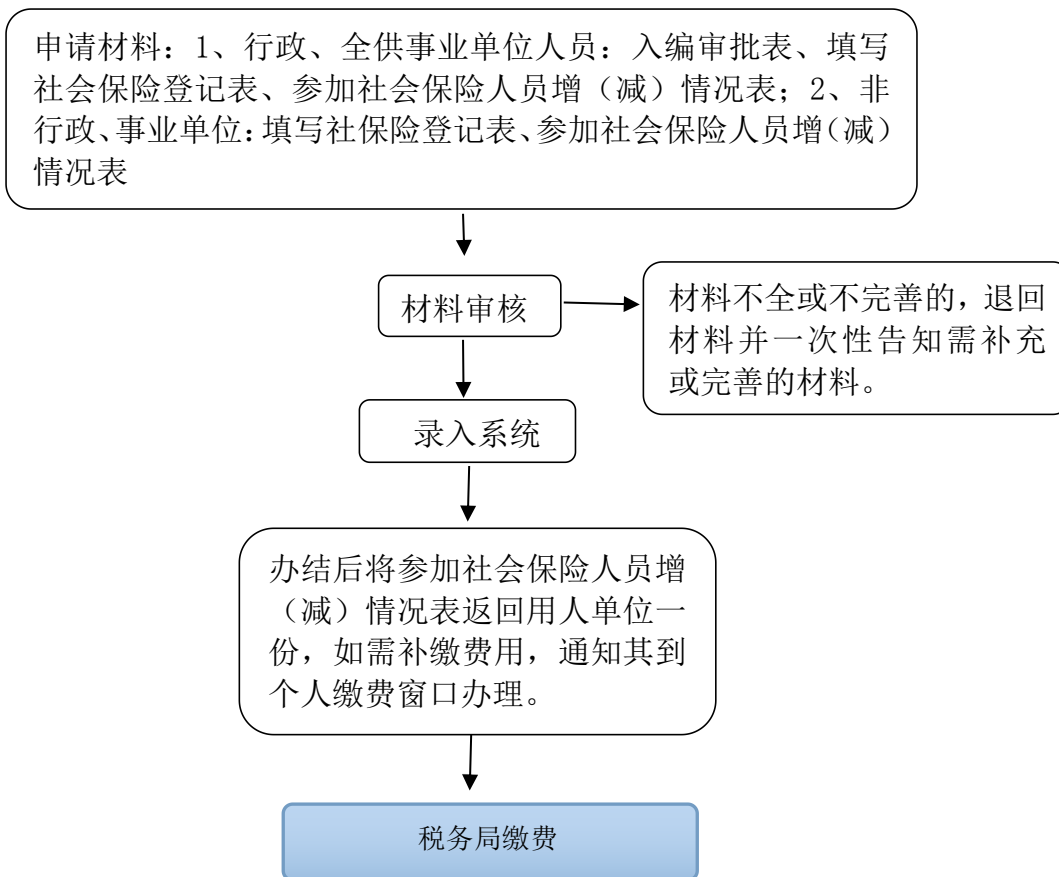 申请材料：1、行政、全供事业单位人员：入编审批表、填写
社会保险登记表、参加社会保险人员增（减）情况表；2、非
行政、事业单位：填写社保险登记表、参加社会保险人员增（减）
情况表
材料审核
材料不全或不完善的，退回
材料并一次性告知需补充
或完善的材料。
录入系统
办结后将参加社会保险人员增
（减）情况表返回用人单位一
份，如需补缴费用，通知其到
个人缴费窗口办理。
税务局缴费